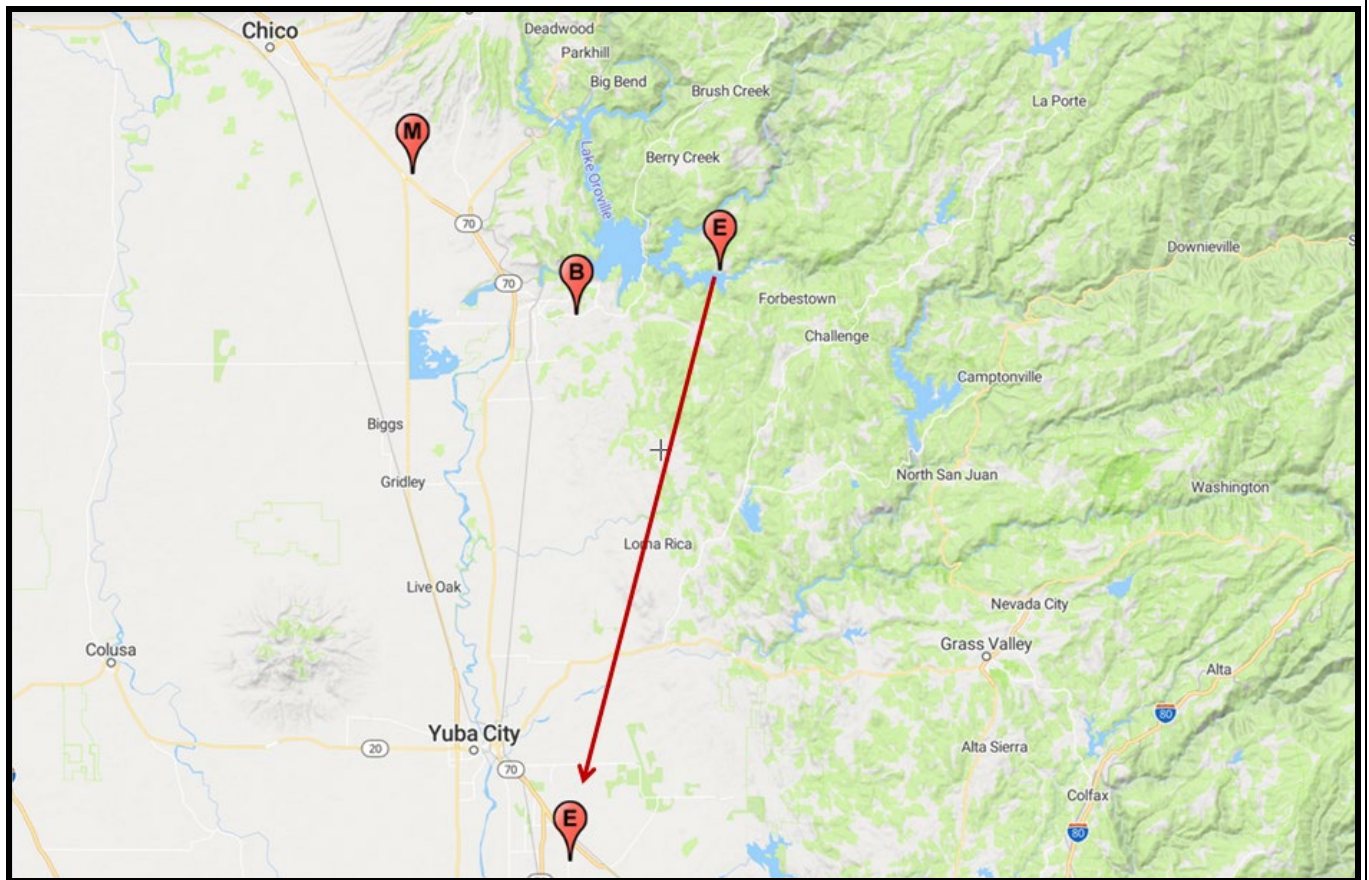 Chico
Deadwood
Parkhill
Big Bend
Brush Creek
La Porte
M
Berry Creek
Lake Oroville
70
E
Downieville
S
B
70
Forbestown
Challenge
Camptonville
Biggs
Gridley
North San Juan
Washington
Loma Rica
Live Oak
Nevada City
Grass Valley
Colusa
Alta
80
Yuba City
20
70
Alta Sierra
Colfax
E
80